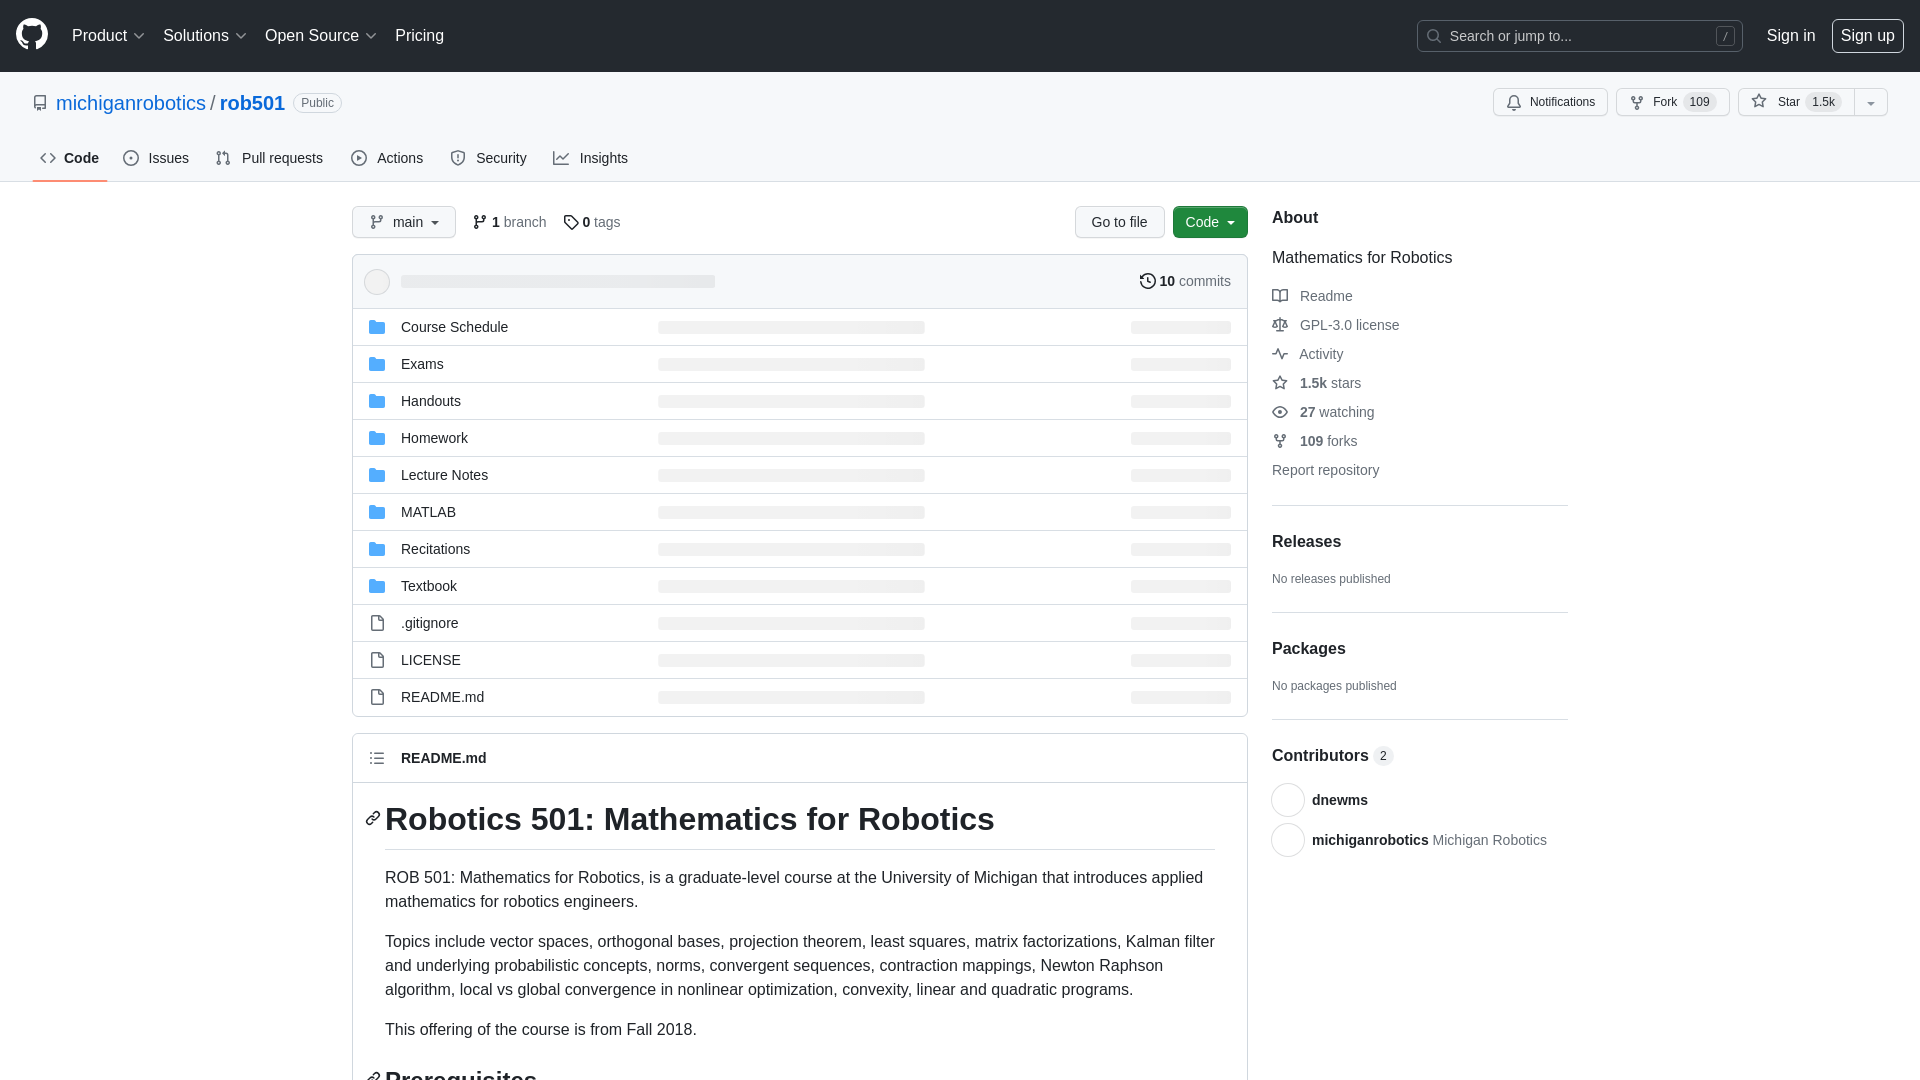 Product Solutions Open Source Pricing Search or jump to... / Sign in Sign up
michiganrobotics / rob501 Public Notifications Fork 109 Star 1.5k
Code Issues Pull requests Actions Security Insights
main 1 branch 0 tags Go to file Code
10 commits
Course Schedule
Exams
Handouts
Homework
Lecture Notes
MATLAB
Recitations
Textbook
.gitignore
LICENSE
README.md
README.md
Robotics 501: Mathematics for Robotics
ROB 501: Mathematics for Robotics, is a graduate-level course at the University of Michigan that introduces applied
mathematics for robotics engineers.
Topics include vector spaces, orthogonal bases, projection theorem, least squares, matrix factorizations, Kalman filter
and underlying probabilistic concepts, norms, convergent sequences, contraction mappings, Newton Raphson
algorithm, local vs global convergence in nonlinear optimization, convexity, linear and quadratic programs.
This offering of the course is from Fall 2018.
Prerequisites
About
Mathematics for Robotics
Readme
GPL-3.0 license
Activity
1.5k stars
27 watching
109 forks
Report repository
Releases
No releases published
Packages
No packages published
Contributors 2
dnewms
michiganrobotics Michigan Robotics